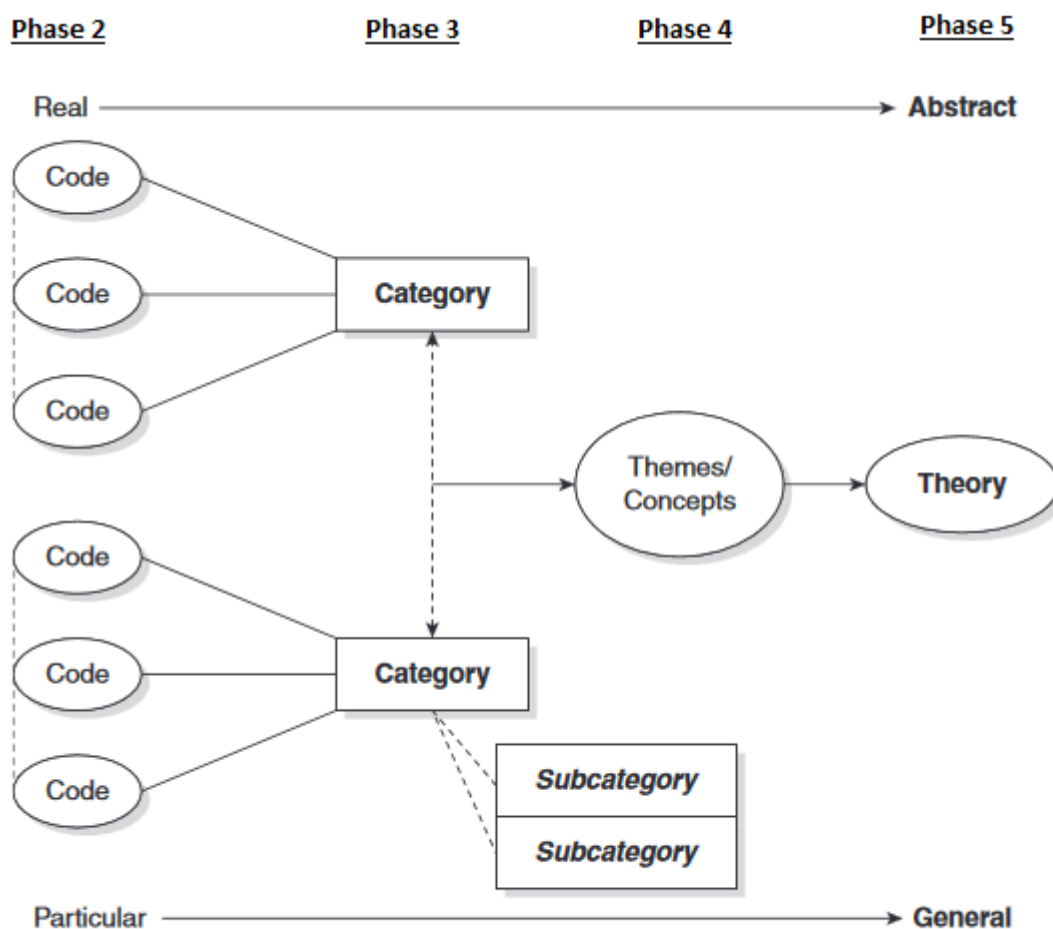 Phase 2 Phase 3 Phase 4 Phase 5
Real Abstract
Code
Code
Category
Code
Themes/
Concepts
Theory
Code
Code
Category
Code
Subcategory
Subcategory
Particular General